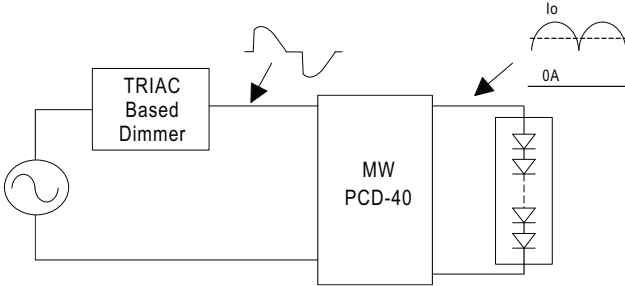 Io
0A
TRIAC
Based
Dimmer
MW
PCD-40